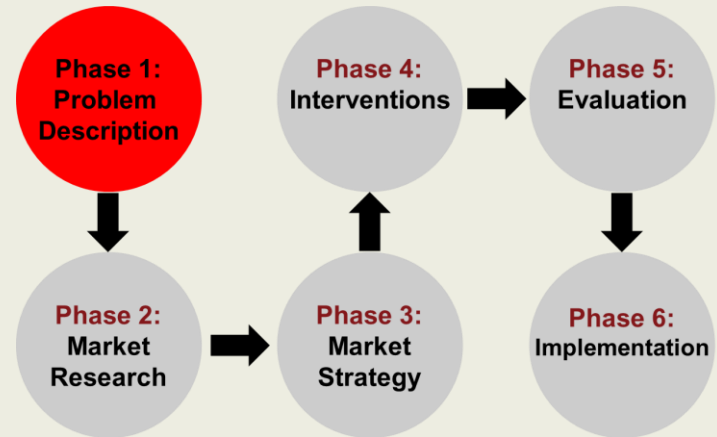 Phase 1:
Problem
Description
Phase 2:
Market
Research
Phase 3:
Market
Strategy
Phase 4:
Interventions
Phase 5:
Evaluation
Phase 6:
Implementation